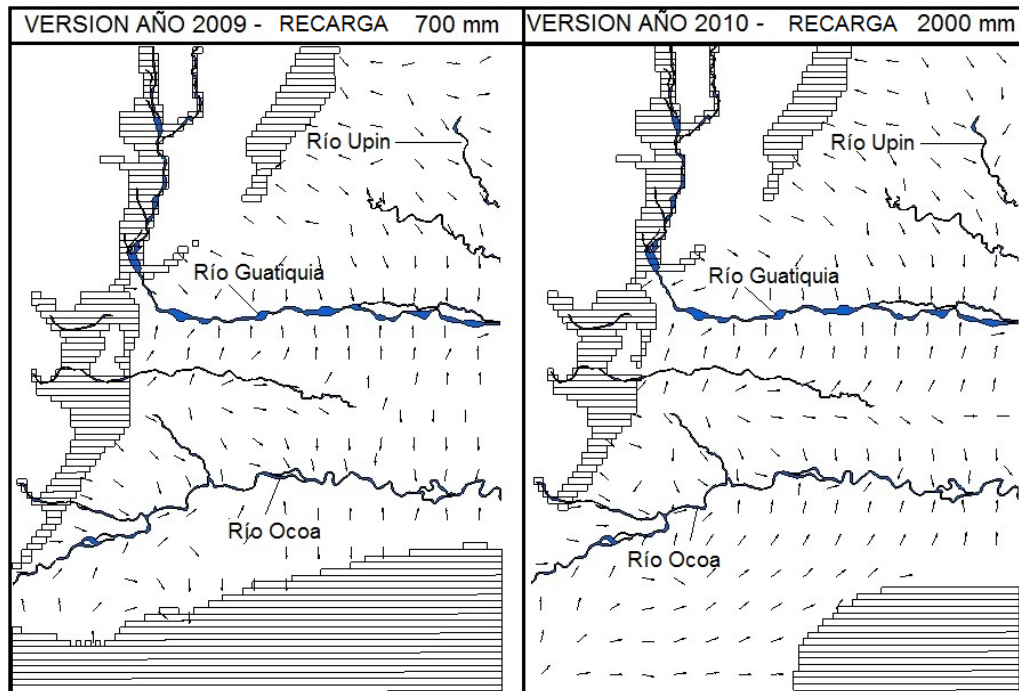 VERSION AÑO 2009 - RECARGA 700 mm
Río Upin
Río Guatiquia
Río Ocoa
VERSION AÑO 2010 - RECARGA 2000 mm
Río Upin
Río Guatiquia
Río Ocoa